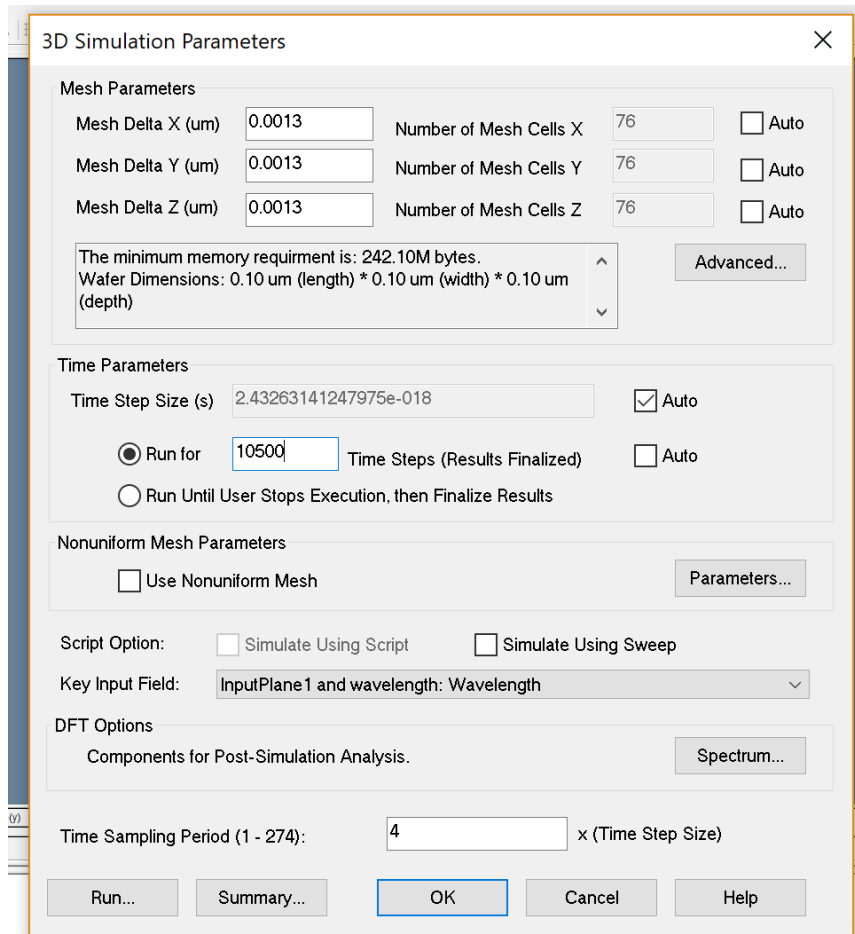 3D Simulation Parameters
Mesh Parameters
Mesh Delta X (um) 0.0013 Number of Mesh Cells X 76 Auto
Mesh Delta Y (um) 0.0013 Number of Mesh Cells Y 76 Auto
Mesh Delta Z (um) 0.0013 Number of Mesh Cells Z 76 Auto
The minimum memory requirment is: 242.10M bytes.
Wafer Dimensions: 0.10 um (length) * 0.10 um (width) * 0.10 um
(depth)
Advanced...
Time Parameters
Time Step Size (s) 2.43263141247975e-018 Auto
Run for 10500 Time Steps (Results Finalized) Auto
Run Until User Stops Execution, then Finalize Results
Nonuniform Mesh Parameters
Use Nonuniform Mesh Parameters...
Script Option: Simulate Using Script Simulate Using Sweep
Key Input Field: InputPlane1 and wavelength: Wavelength
DFT Options
Components for Post-Simulation Analysis. Spectrum...
Time Sampling Period (1 - 274): 4 x (Time Step Size)
Run... Summary... OK Cancel Help